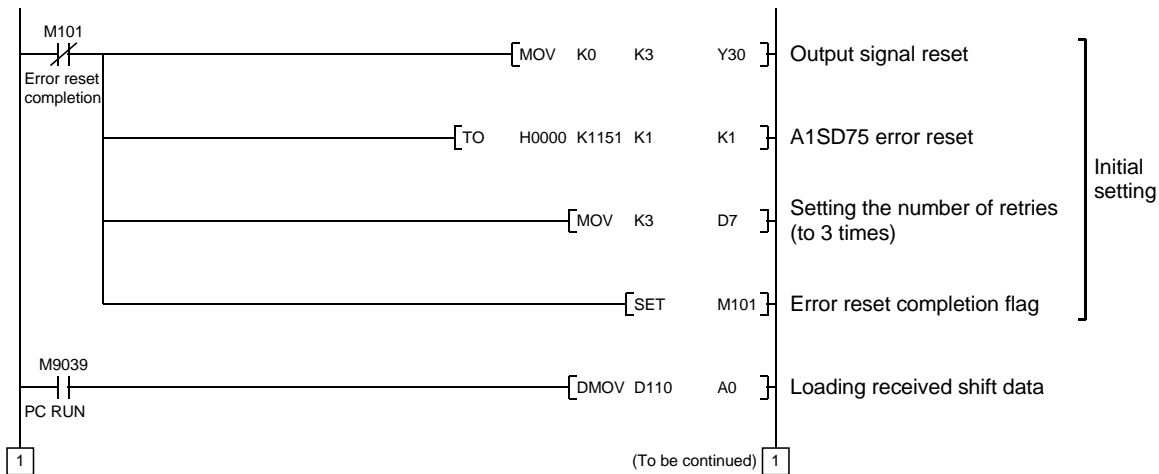 M101
Error reset
completion
MOV K0 K3 Y30
Output signal reset
TO H0000 K1151 K1 K1
A1SD75 error reset
MOV K3 D7
Setting the number of retries
(to 3 times)
SET M101
Error reset completion flag
Initial
setting
M9039
PC RUN
DMOV D110 A0
Loading received shift data
1
(To be continued) 1